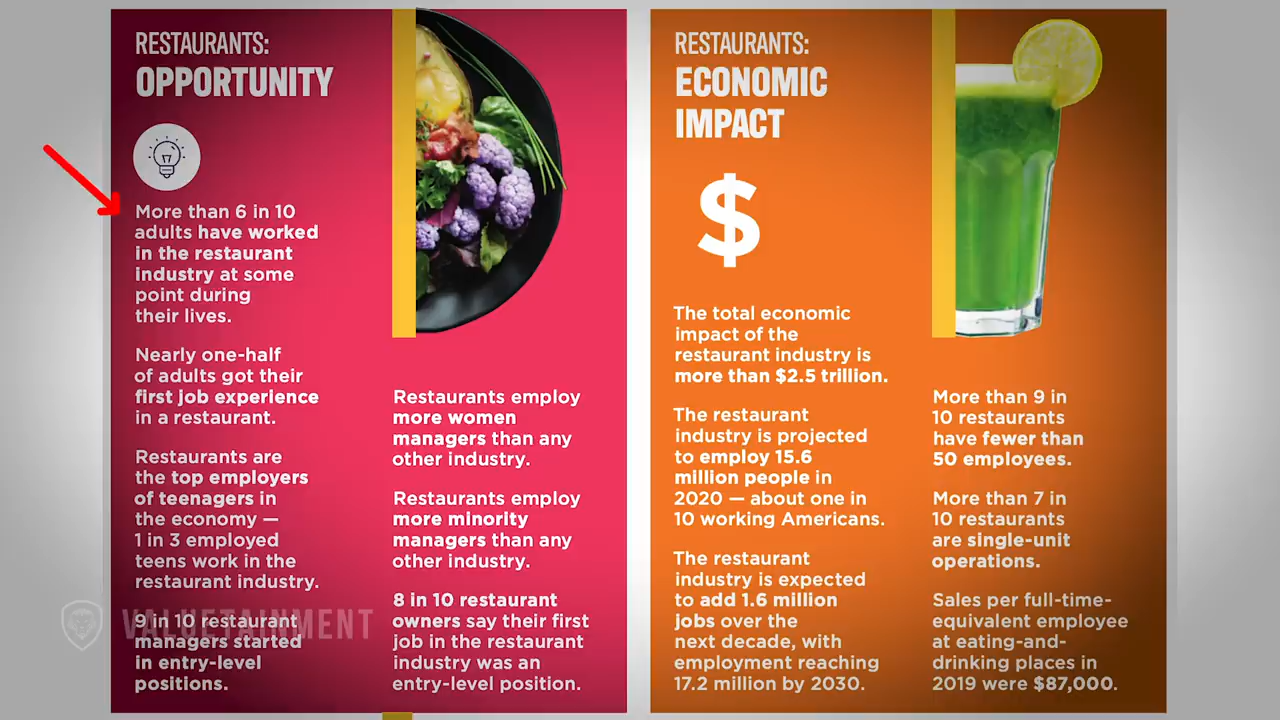 RESTAURANTS:
OPPORTUNITY
More than 6 in 10
adults have worked
in the restaurant
industry at some
point during
their lives.
Nearly one-half
of adults got their
first job experience
in a restaurant.
Restaurants are
the top employers
of teenagers in
the economy —
1 in 3 employed
teens work in the
restaurant industry.
9 in 10 restaurant
managers started
in entry-level
positions.
Restaurants employ
more women
managers than any
other industry.
Restaurants employ
more minority
managers than any
other industry.
8 in 10 restaurant
owners say their first
job in the restaurant
industry was an
entry-level position.
RESTAURANTS:
ECONOMIC
IMPACT
$
The total economic
impact of the
restaurant industry is
more than $2.5 trillion.
The restaurant
industry is projected
to employ 15.6
million people in
2020 — about one in
10 working Americans.
The restaurant
industry is expected
to add 1.6 million
jobs over the
next decade, with
employment reaching
17.2 million by 2030.
More than 9 in
10 restaurants
have fewer than
50 employees.
More than 7 in
10 restaurants
are single-unit
operations.
Sales per full-time-
equivalent employee
at eating-and-
drinking places in
2019 were $87,000.
VALUETAINMENT